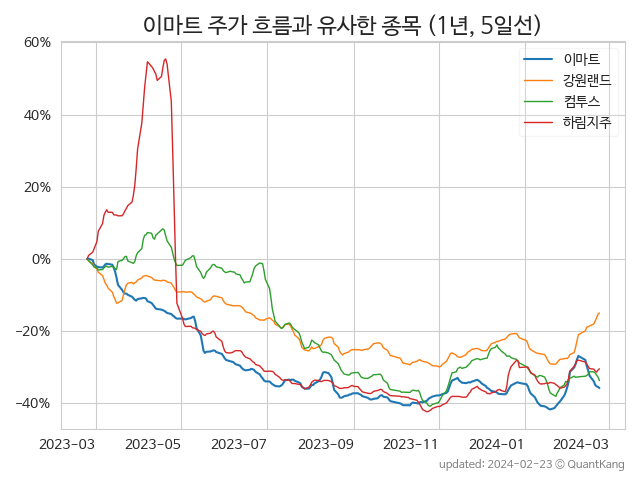 이마트 주가 흐름과 유사한 종목 (1년, 5일선)
이마트
강원랜드
컴투스
하림지주
60%
40%
20%
0%
−20%
−40%
2023-03 2023-05 2023-07 2023-09 2023-11 2024-01 2024-03
updated: 2024-02-23 © QuantKang